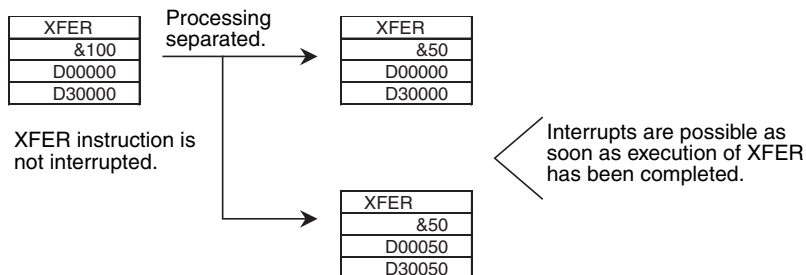 XFER
&100
D00000
D30000
Processing
separated.
XFER
&50
D00000
D30000
XFER instruction is
not interrupted.
Interrupts are possible as
soon as execution of XFER
has been completed.
XFER
&50
D00050
D30050